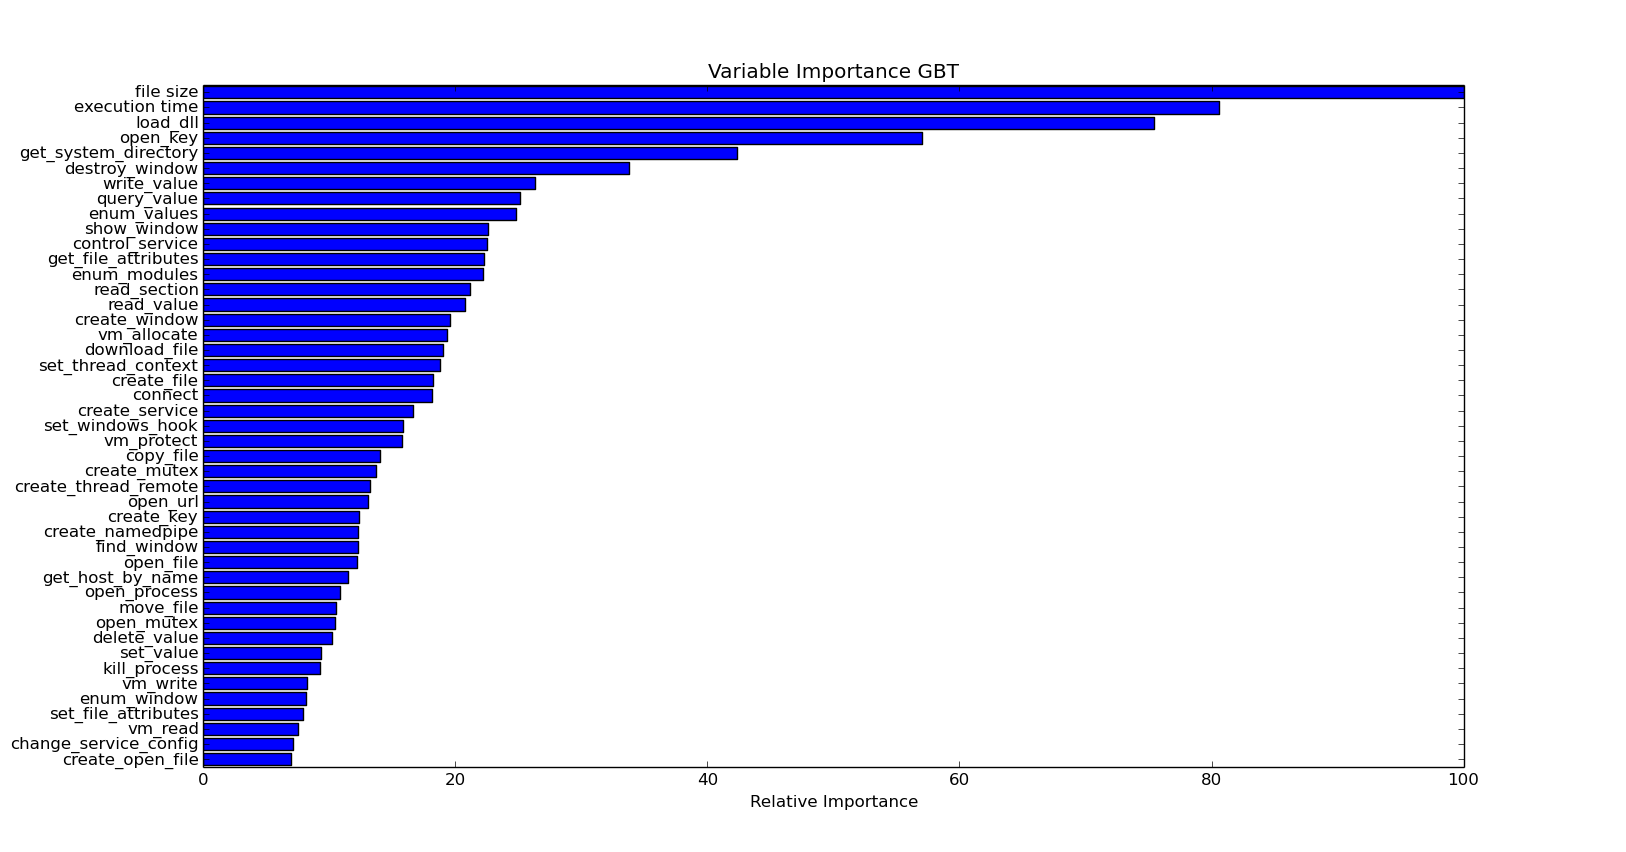 Variable Importance GBT
file size
execution time
load_dll
open_key
get_system_directory
destroy_window
write_value
query_value
enum_values
show_window
control_service
get_file_attributes
enum_modules
read_section
read_value
create_window
vm_allocate
download_file
set_thread_context
create_file
connect
create_service
set_windows_hook
vm_protect
copy_file
create_mutex
create_thread_remote
open_url
create_key
create_namedpipe
find_window
open_file
get_host_by_name
open_process
move_file
open_mutex
delete_value
set_value
kill_process
vm_write
enum_window
set_file_attributes
vm_read
change_service_config
create_open_file
0 20 40 60 80 100
Relative Importance